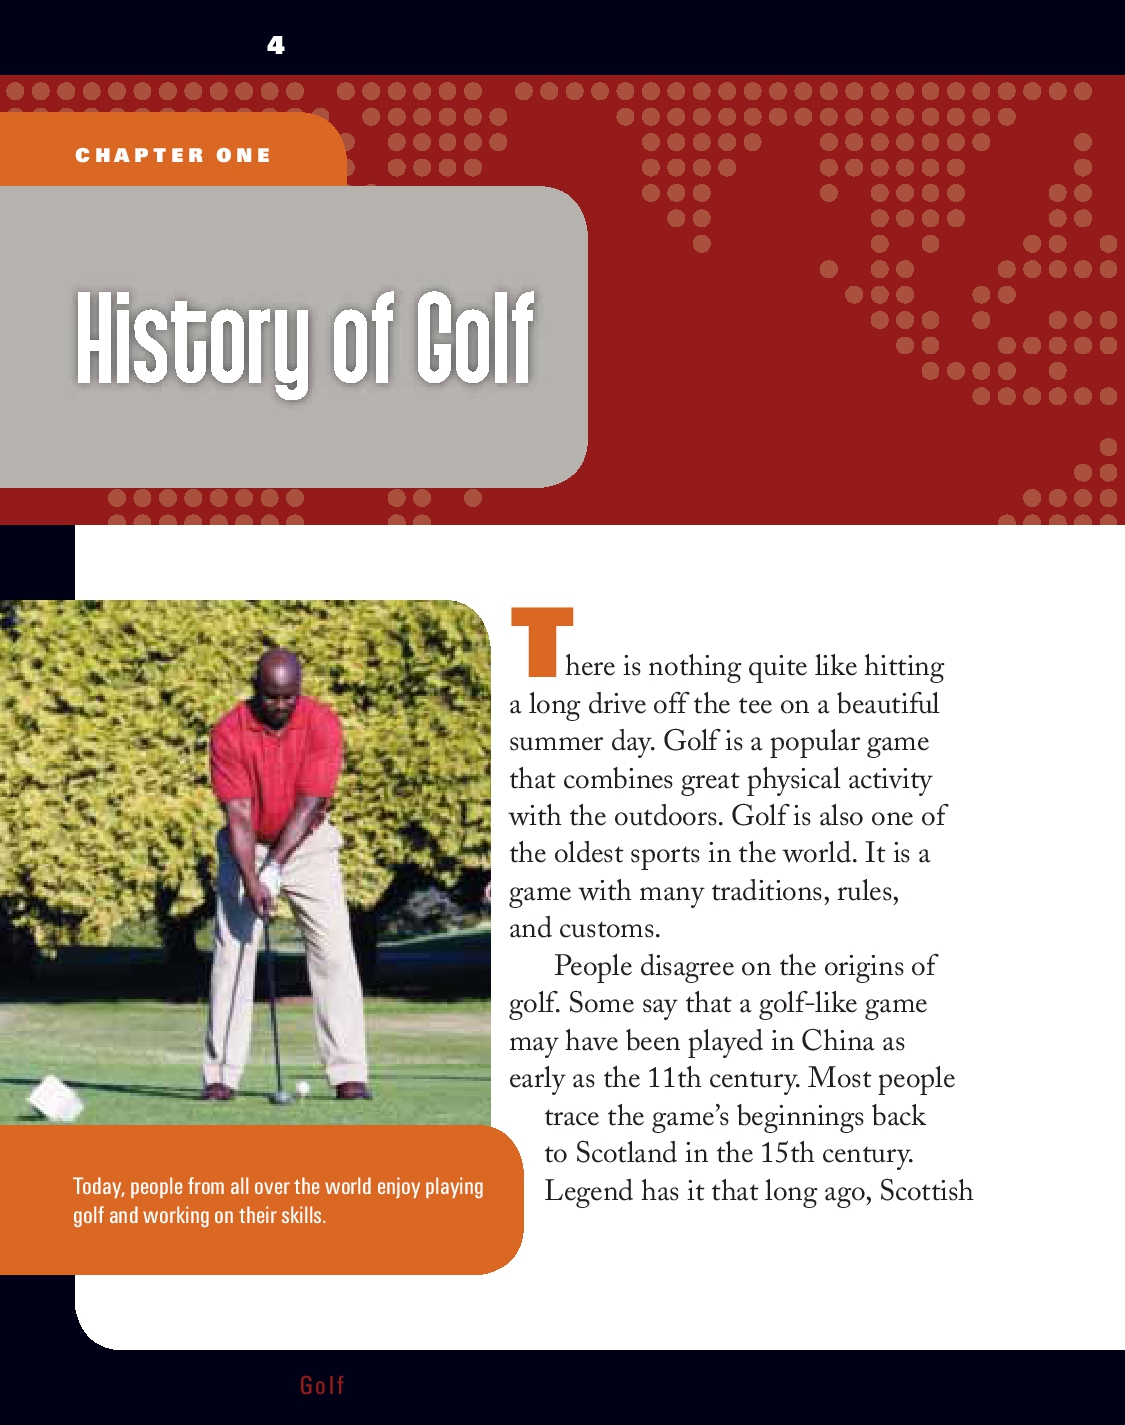 4
CHAPTER ONE
History of Golf
There is nothing quite like hitting
a long drive off the tee on a beautiful
summer day. Golf is a popular game
that combines great physical activity
with the outdoors. Golf is also one of
the oldest sports in the world. It is a
game with many traditions, rules,
and customs.
People disagree on the origins of
golf. Some say that a golf-like game
may have been played in China as
early as the 11th century. Most people
trace the game’s beginnings back
to Scotland in the 15th century.
Legend has it that long ago, Scottish
Today, people from all over the world enjoy playing
golf and working on their skills.
Golf